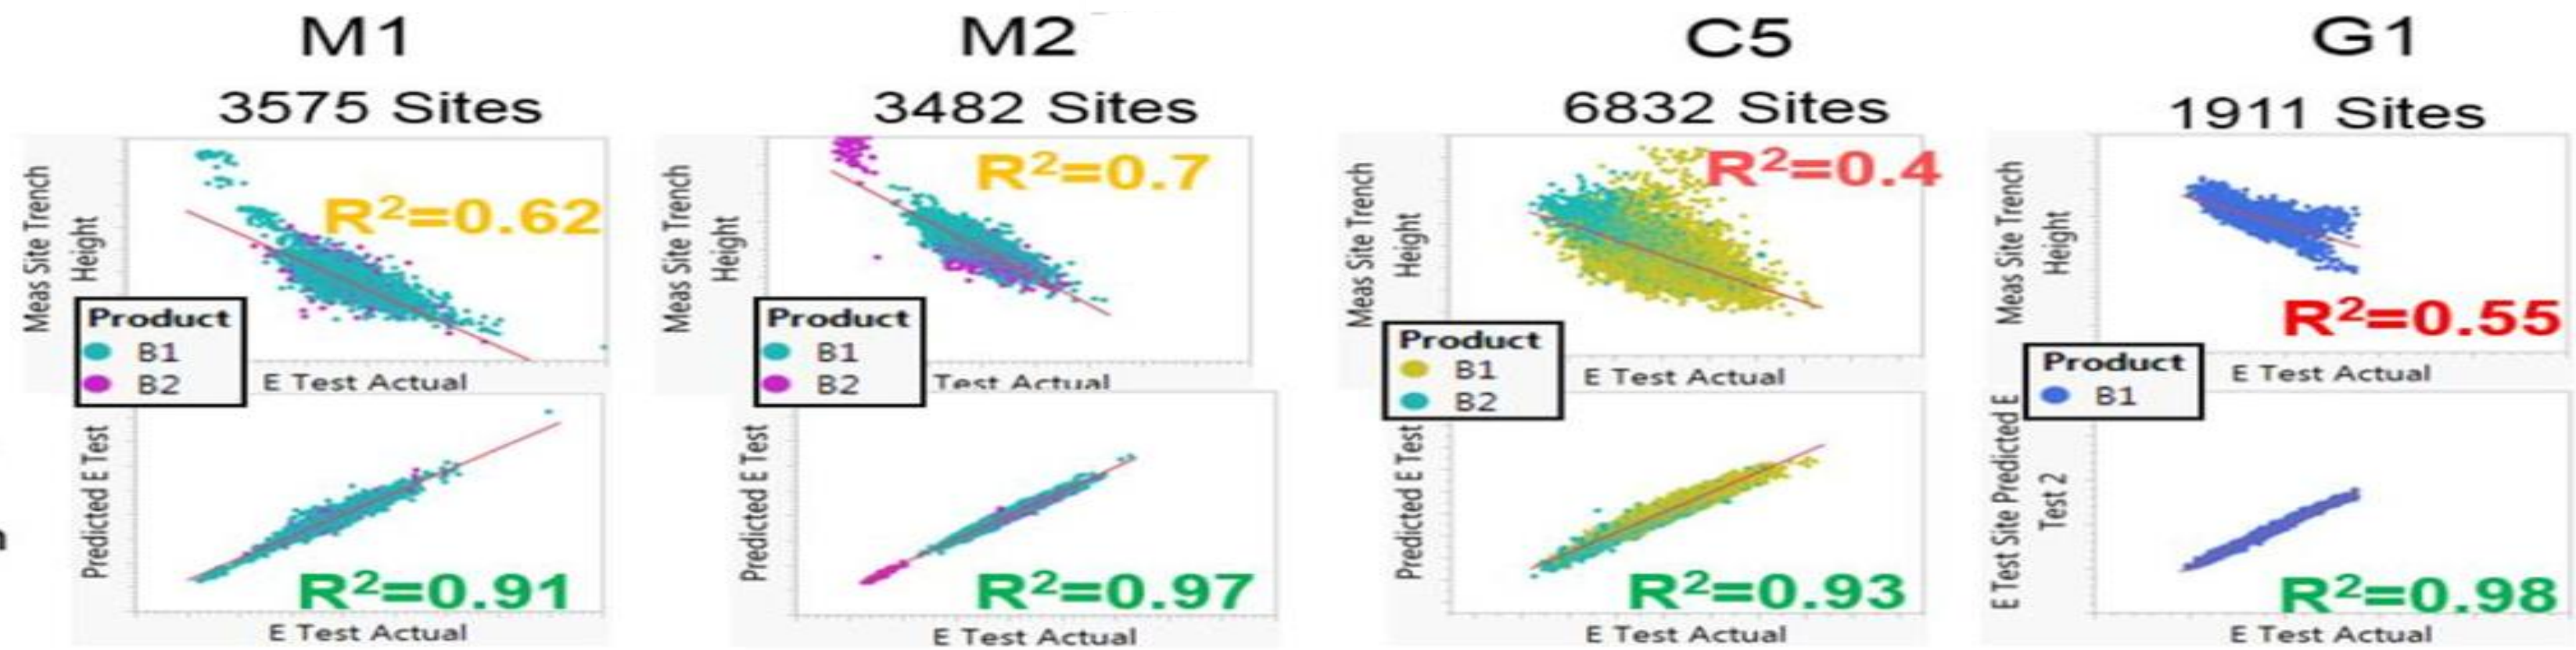 M1
3575 Sites
Meas Site Trench
Height
R²=0.62
Product
B1
B2
E Test Actual
Predicted E Test
R²=0.91
E Test Actual
M2
3482 Sites
Meas Site Trench
Height
R²=0.7
Product
B1
B2
Test Actual
Predicted E Test
R²=0.97
E Test Actual
C5
6832 Sites
Meas Site Trench
Height
R²=0.4
Product
B1
B2
E Test Actual
Predicted E Test
R²=0.93
E Test Actual
G1
1911 Sites
Meas Site Trench
Height
R²=0.55
Product
B1
E Test Actual
E Test Site Predicted E
Test 2
R²=0.98
E Test Actual